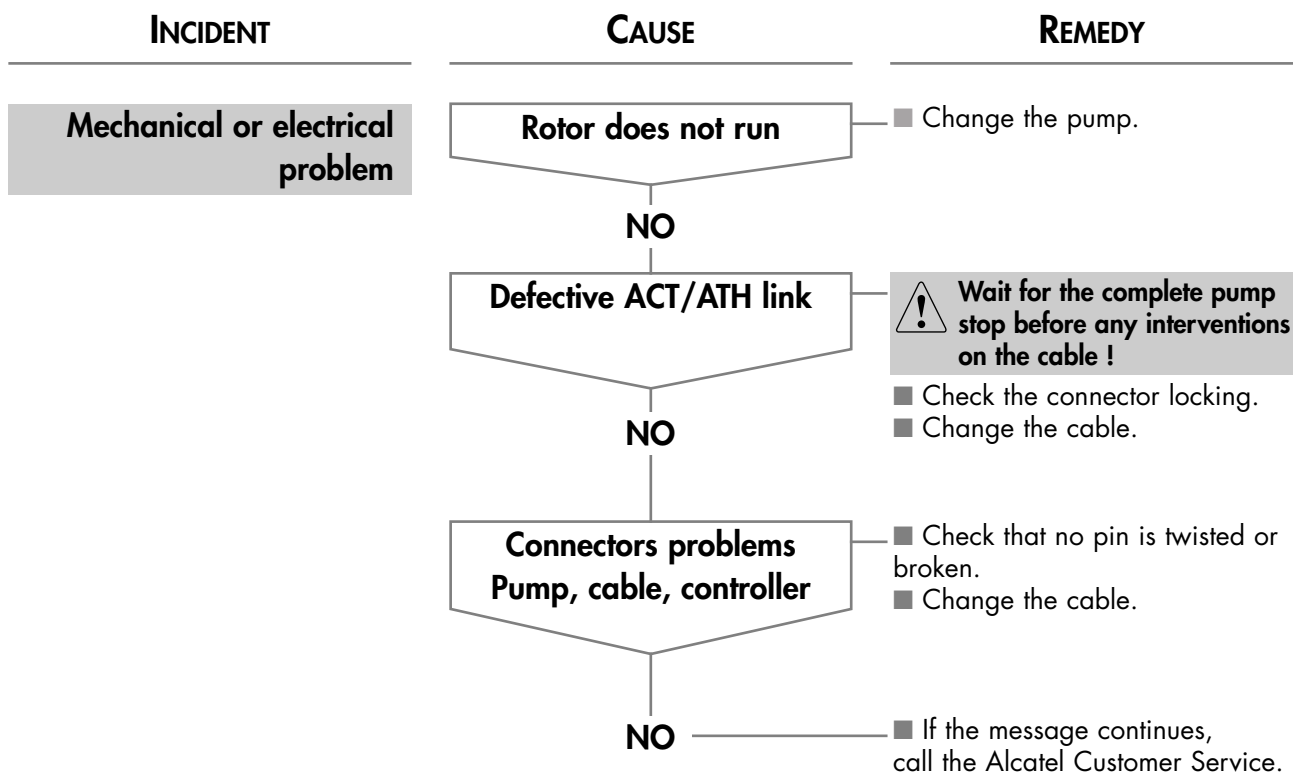 INCIDENT
CAUSE
REMEDY
Mechanical or electrical
problem
Rotor does not run
■ Change the pump.
NO
Defective ACT/ATH link
Wait for the complete pump
stop before any interventions
on the cable !
■ Check the connector locking.
■ Change the cable.
NO
Connectors problems
Pump, cable, controller
■ Check that no pin is twisted or
broken.
■ Change the cable.
NO
■ If the message continues,
call the Alcatel Customer Service.